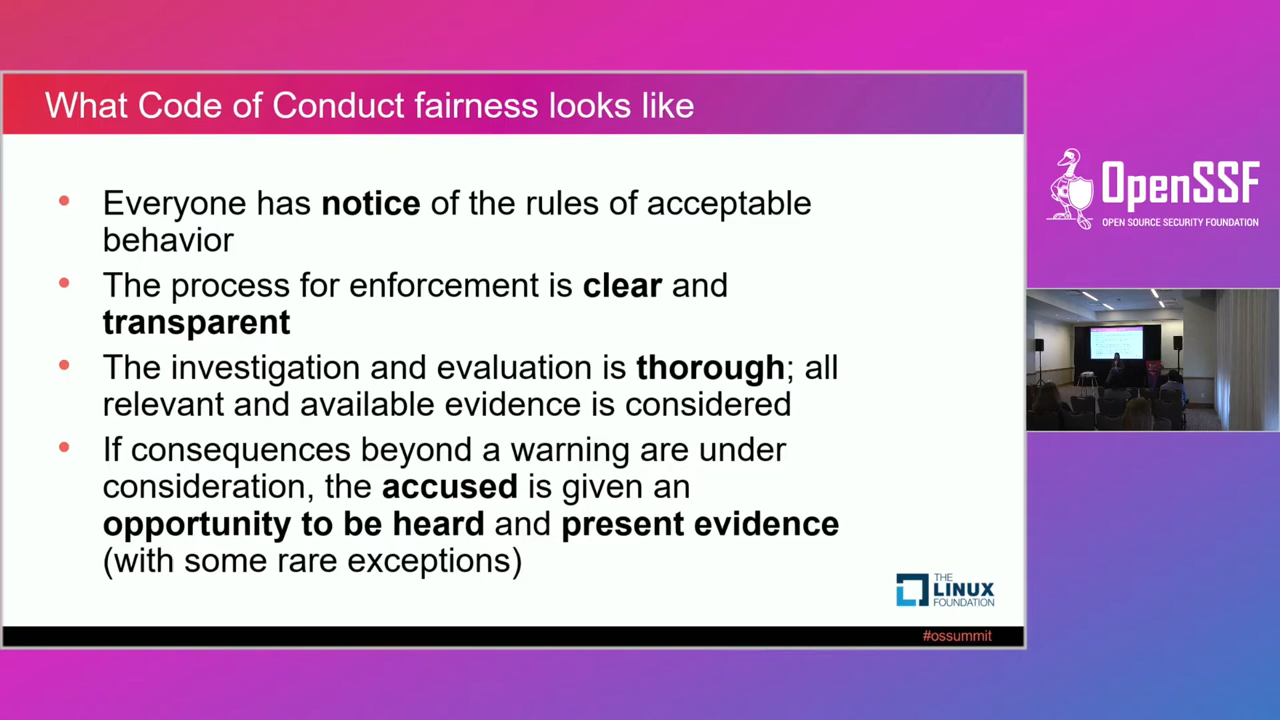 What Code of Conduct fairness looks like
• Everyone has notice of the rules of acceptable
behavior
• The process for enforcement is clear and
transparent
• The investigation and evaluation is thorough; all
relevant and available evidence is considered
• If consequences beyond a warning are under
consideration, the accused is given an
opportunity to be heard and present evidence
(with some rare exceptions)
THE
LINUX
FOUNDATION
#ossummit
OpenSSF
OPEN SOURCE SECURITY FOUNDATION